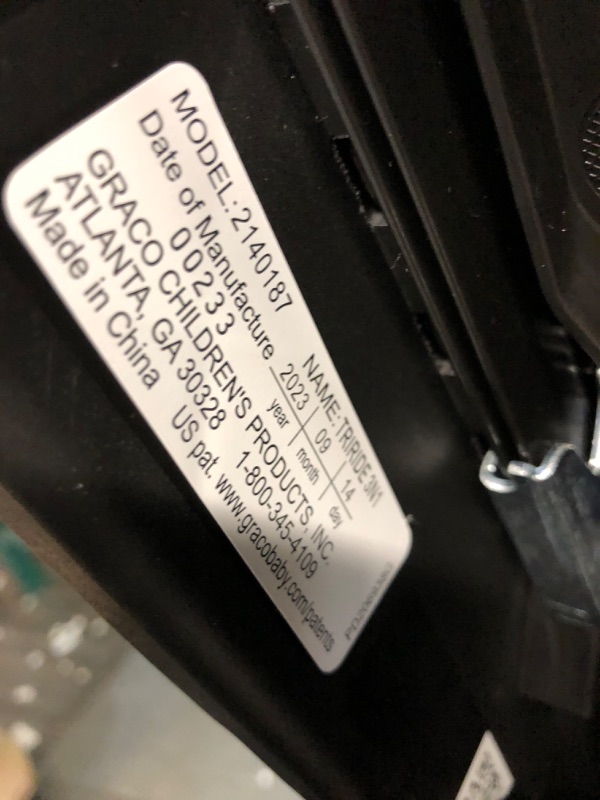 MODEL: 2140187 NAME: TRIRIDE 3N1
Date of Manufacture 2023 / 09 / 14
00233 year month day
GRACO CHILDREN'S PRODUCTS, INC.
ATLANTA, GA 30328 1-800-345-4109
Made in China US pat. www.gracobaby.com/patents